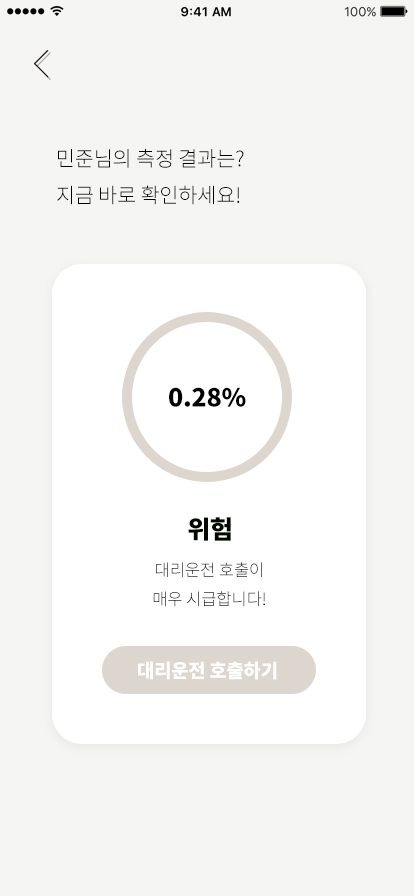 9:41 AM
100%
민준님의 측정 결과는?
지금 바로 확인하세요!
0.28%
위험
대리운전 호출이
매우 시급합니다!
대리운전 호출하기